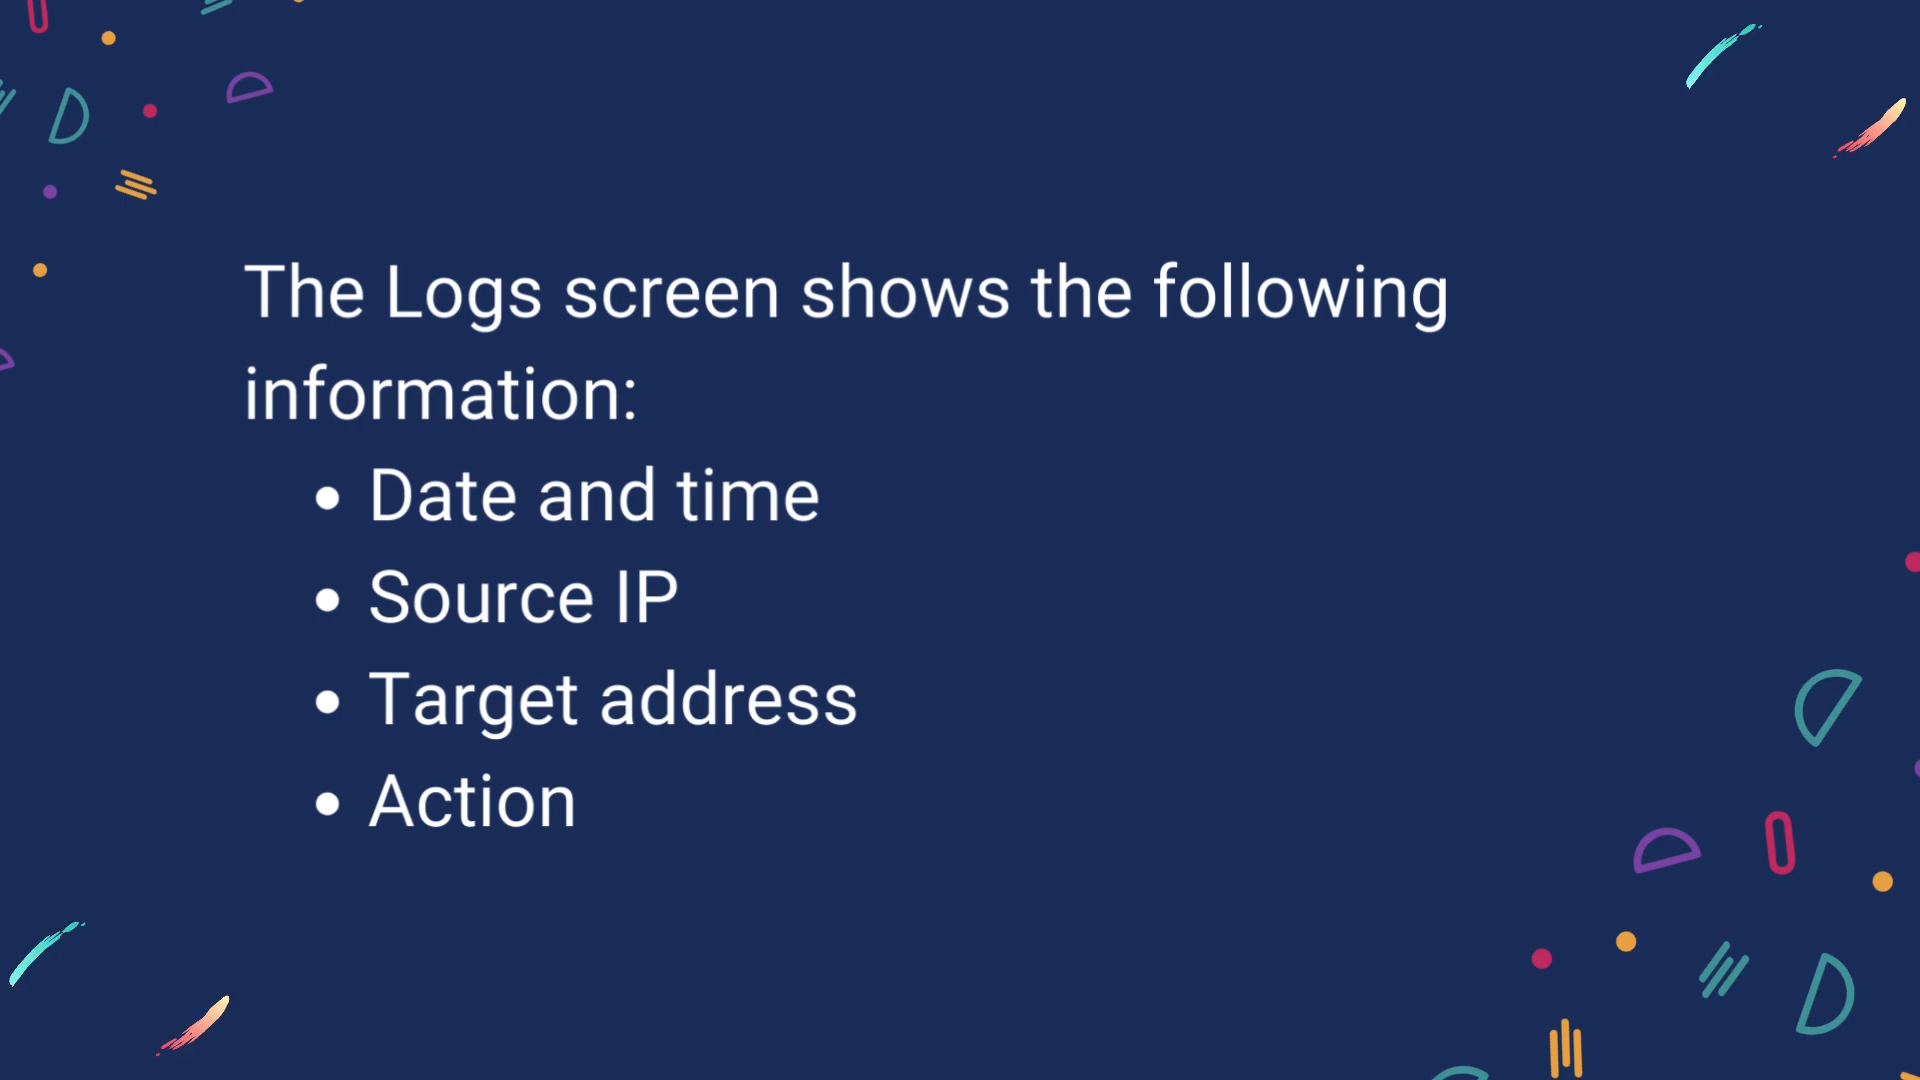 The Logs screen shows the following
information:
• Date and time
• Source IP
• Target address
• Action